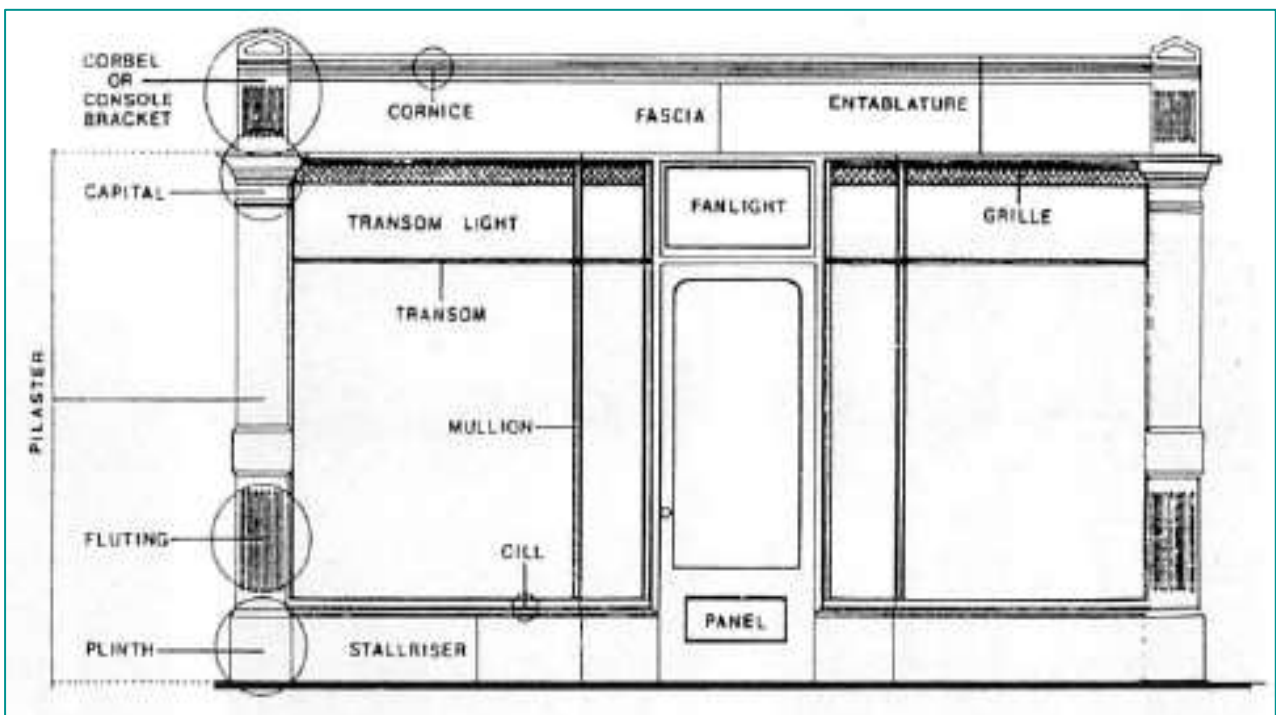 CORBEL
OR
CONSOLE
BRACKET
CORNICE
FASCIA
ENTABLATURE
CAPITAL
TRANSOM LIGHT
FANLIGHT
GRILLE
TRANSOM
PILASTER
MULLION
FLUTING
CILL
PLINTH
STALLRISER
PANEL